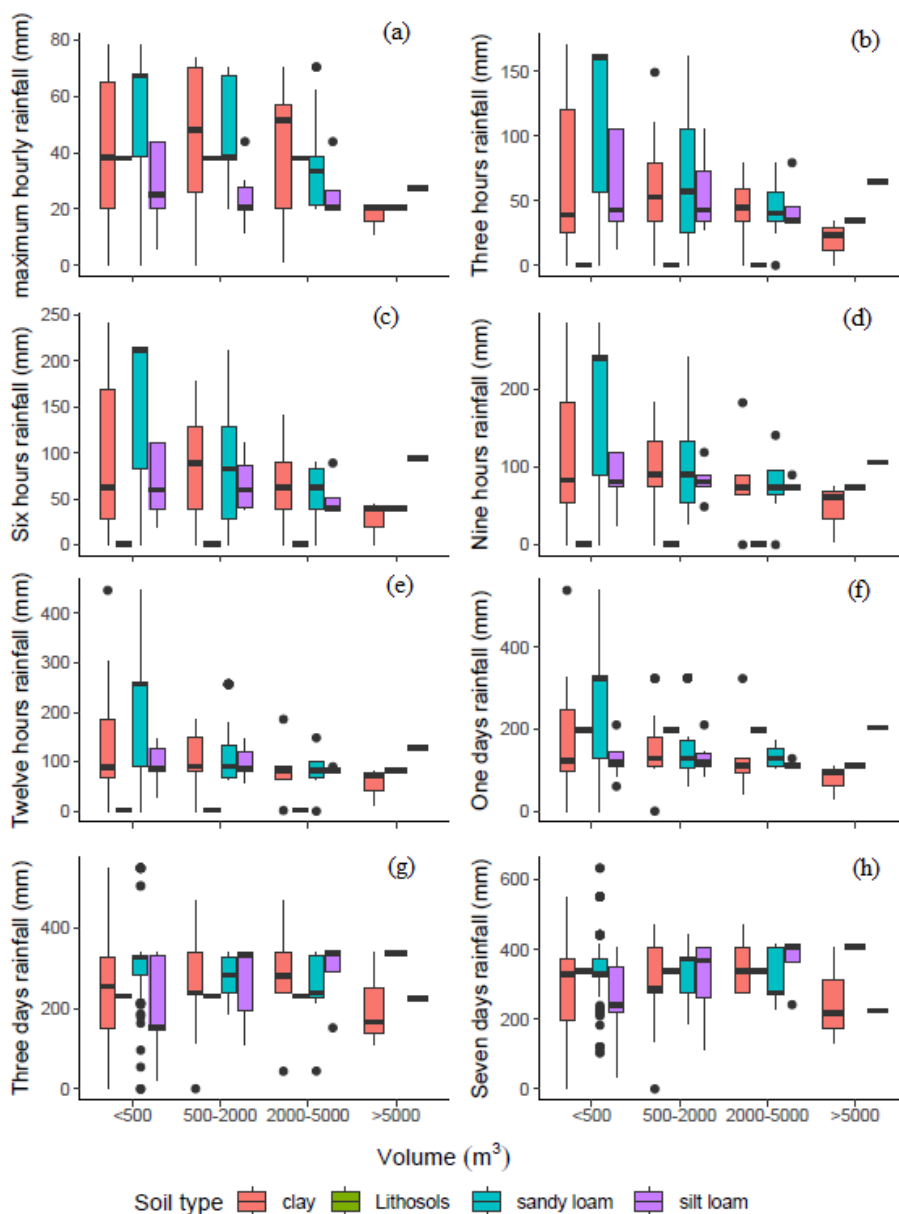 (a)
maximum hourly rainfall (mm)
80
60
40
20
0
(b)
Three hours rainfall (mm)
150
100
50
0
(c)
Six hours rainfall (mm)
250
200
150
100
50
0
(d)
Nine hours rainfall (mm)
200
100
0
(e)
Twelve hours rainfall (mm)
400
300
200
100
0
(f)
One days rainfall (mm)
400
200
0
(g)
Three days rainfall (mm)
400
200
0
<500 500-2000 2000-5000 >5000
(h)
Seven days rainfall (mm)
600
400
200
0
<500 500-2000 2000-5000 >5000
Volume (m³)
Soil type clay Lithosols sandy loam silt loam